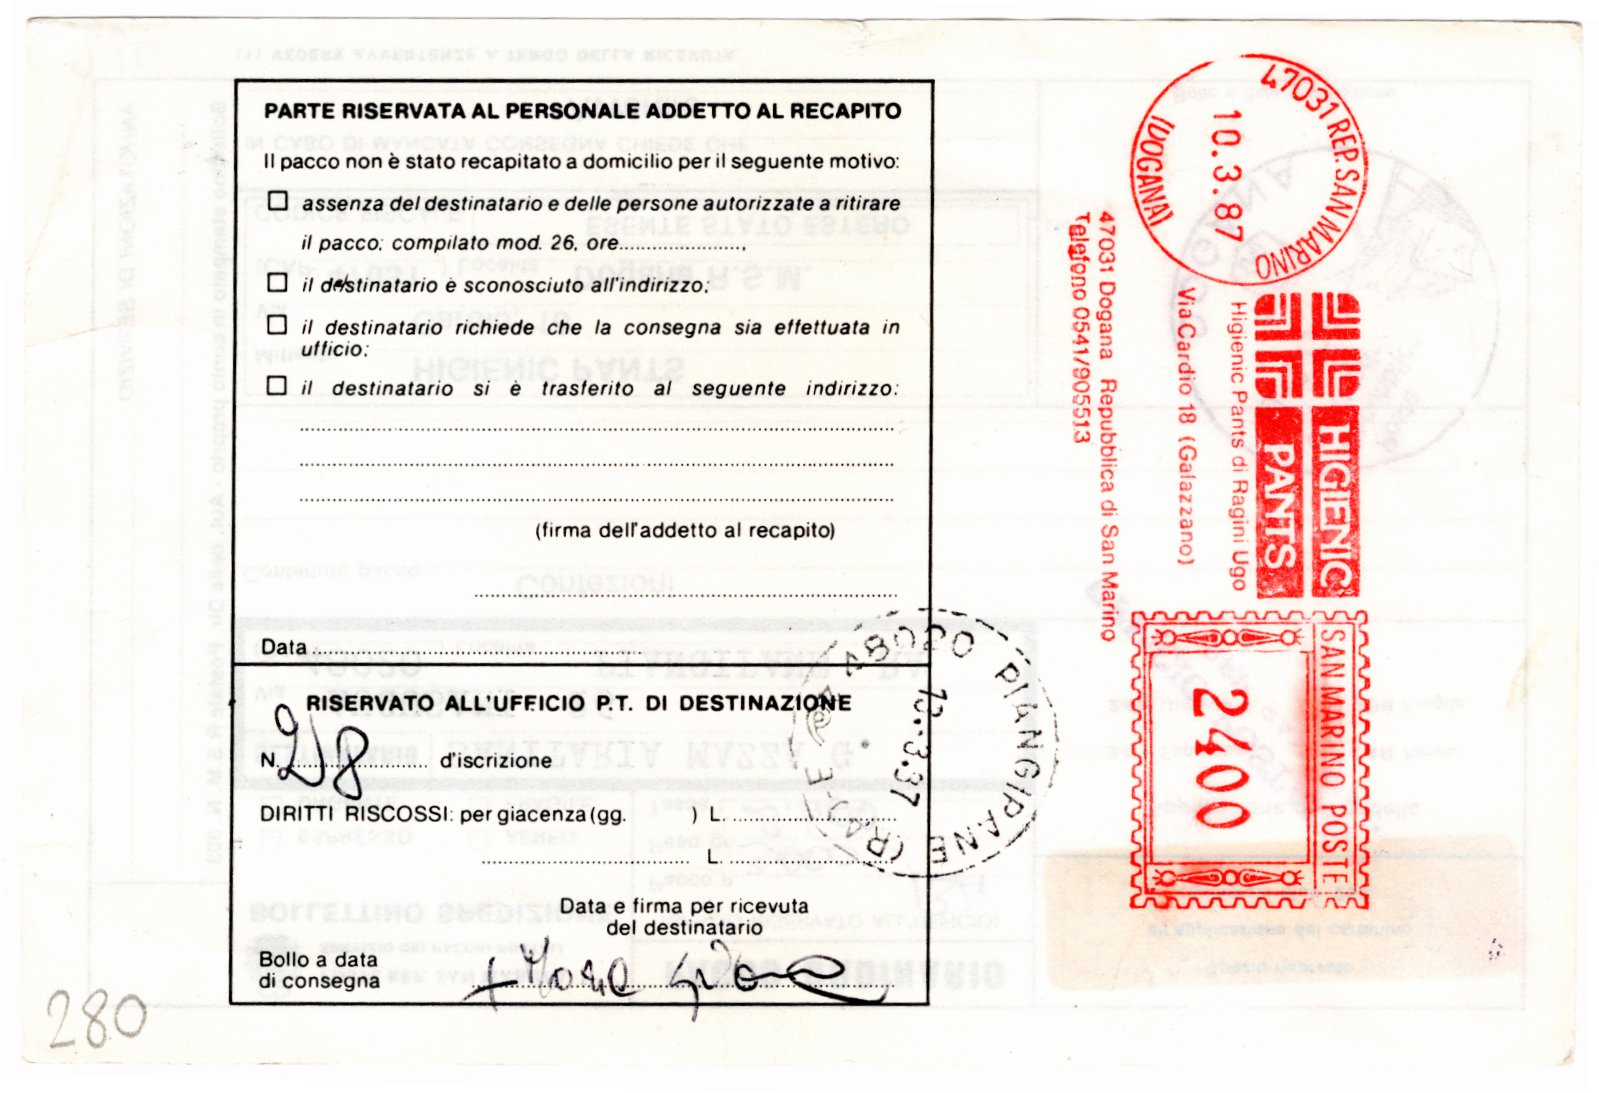 PARTE RISERVATA AL PERSONALE ADDETTO AL RECAPITO
Il pacco non è stato recapitato a domicilio per il seguente motivo:
assenza del destinatario e delle persone autorizzate a ritirare
il pacco: compilato mod. 26, ore......................,
il destinatario è sconosciuto all'indirizzo;
il destinatario richiede che la consegna sia effettuata in
ufficio;
il destinatario si è trasferito al seguente indirizzo:
(firma dell'addetto al recapito)
Data
RISERVATO ALL'UFFICIO P.T. DI DESTINAZIONE
N. 218 d'iscrizione
DIRITTI RISCOSSI: per giacenza (gg. ) L.
L.
Data e firma per ricevuta
del destinatario
Bollo a data
di consegna
280
48020 PIANGIPANE (RA)
47031 REP. SAN MARINO
(DOGANA)
10.3.87
HIGIENIC
PANTS
Higienic Pants di Ragini Ugo
Via Cardio 18 (Galazzano)
47031 Dogana Repubblica di San Marino
Telefono 0541/905513
SAN MARINO POSTE
2400